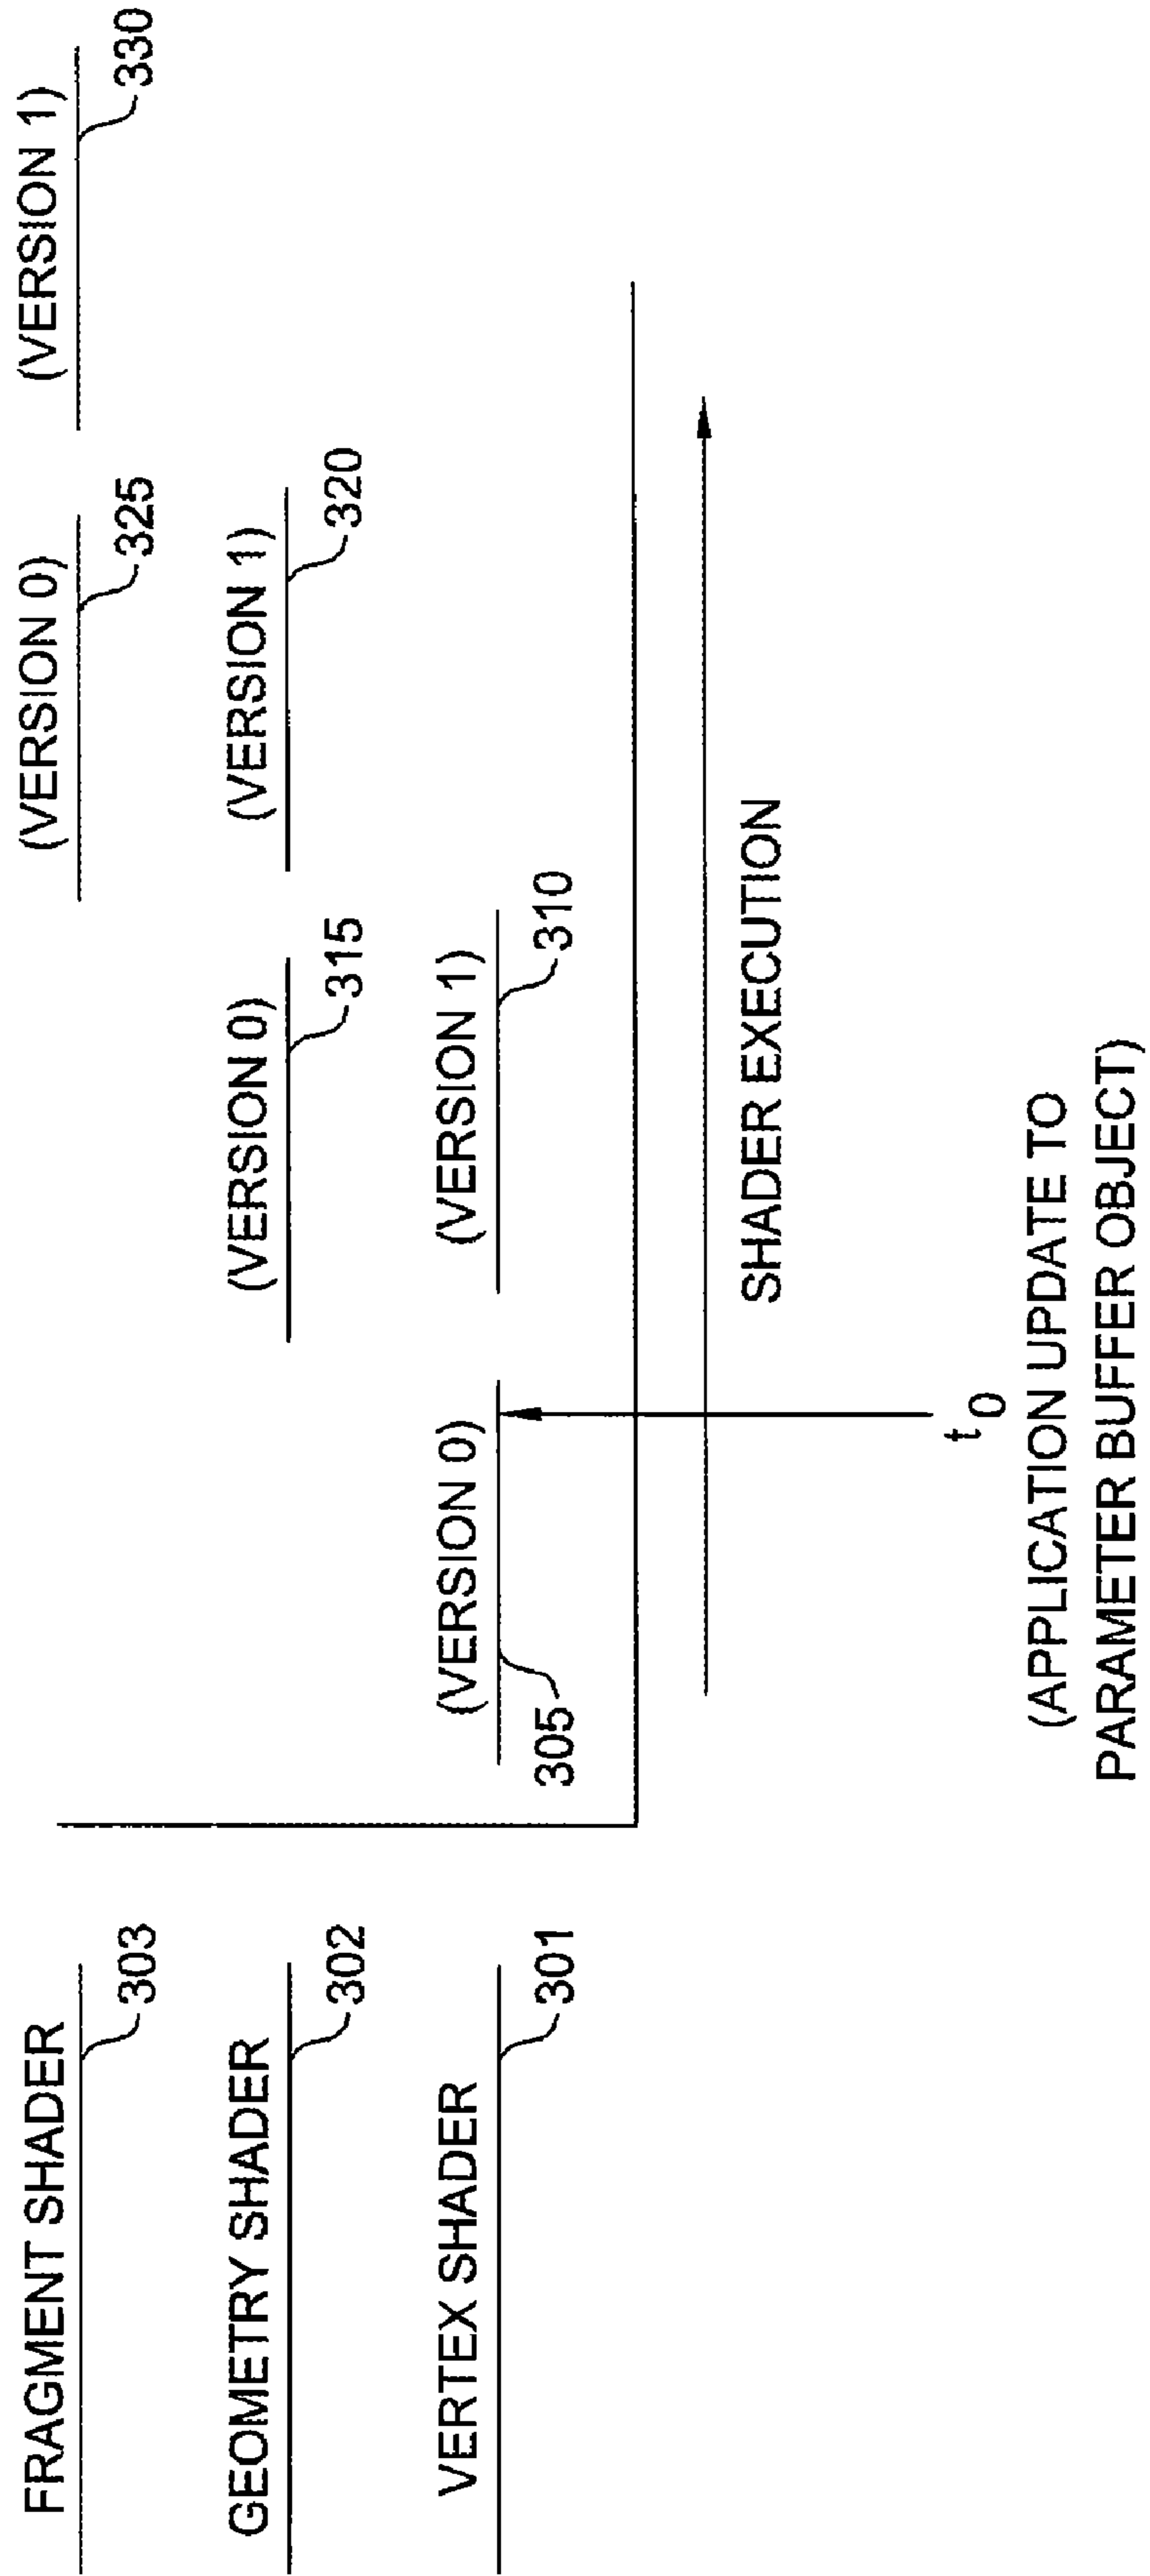 FRAGMENT SHADER
303
(VERSION 0)
325
(VERSION 1)
330
GEOMETRY SHADER
302
(VERSION 0)
315
(VERSION 1)
320
VERTEX SHADER
301
(VERSION 0)
305
(VERSION 1)
310
SHADER EXECUTION
t0
(APPLICATION UPDATE TO
PARAMETER BUFFER OBJECT)